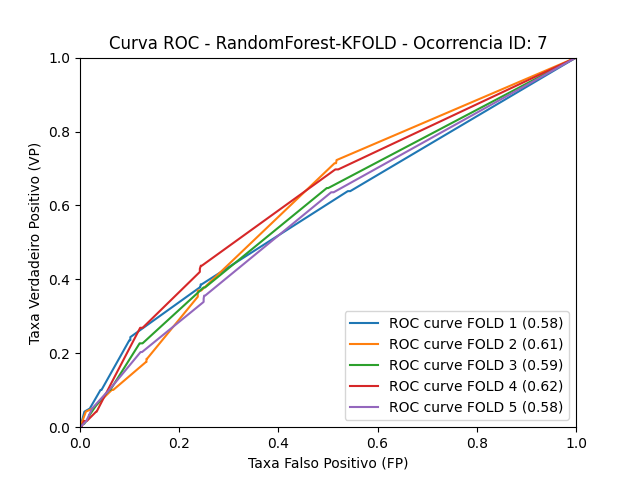 Curva ROC - RandomForest-KFOLD - Ocorrencia ID: 7
1.0
0.8
0.6
0.4
0.2
0.0
Taxa Verdadeiro Positivo (VP)
ROC curve FOLD 1 (0.58)
ROC curve FOLD 2 (0.61)
ROC curve FOLD 3 (0.59)
ROC curve FOLD 4 (0.62)
ROC curve FOLD 5 (0.58)
0.0 0.2 0.4 0.6 0.8 1.0
Taxa Falso Positivo (FP)